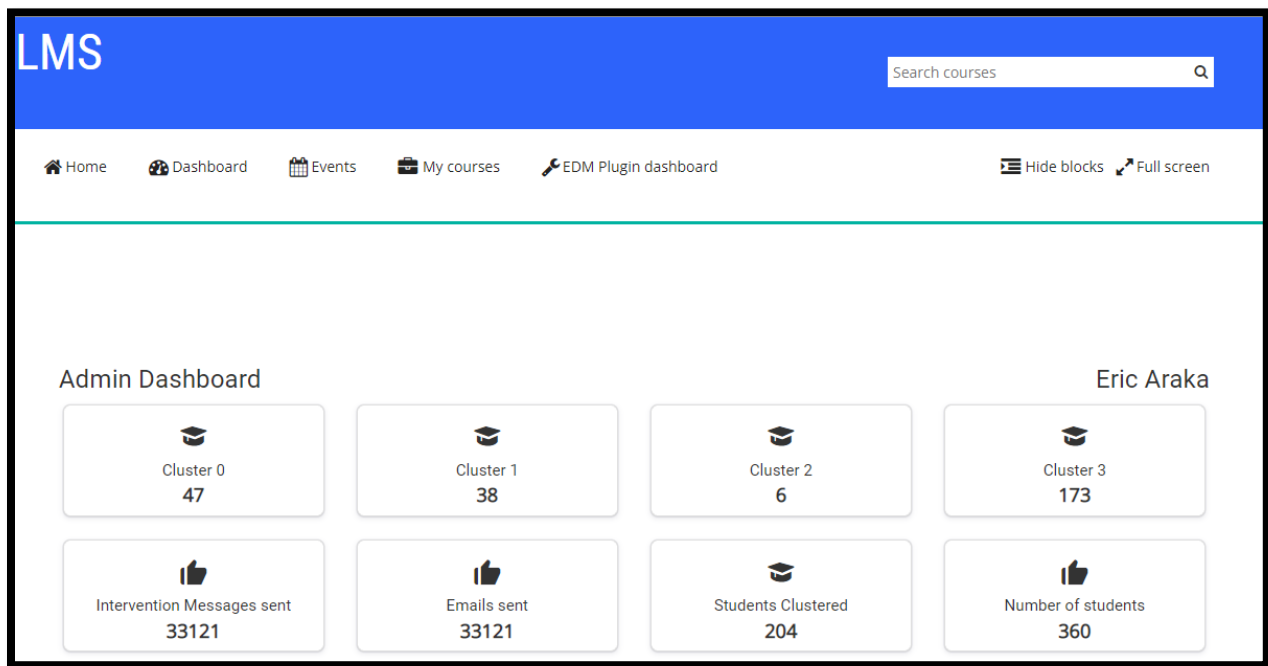 LMS
Search courses
Home Dashboard Events My courses EDM Plugin dashboard Hide blocks Full screen
Admin Dashboard Eric Araka
Cluster 0 Cluster 1 Cluster 2 Cluster 3
47 38 6 173
Intervention Messages sent Emails sent Students Clustered Number of students
33121 33121 204 360